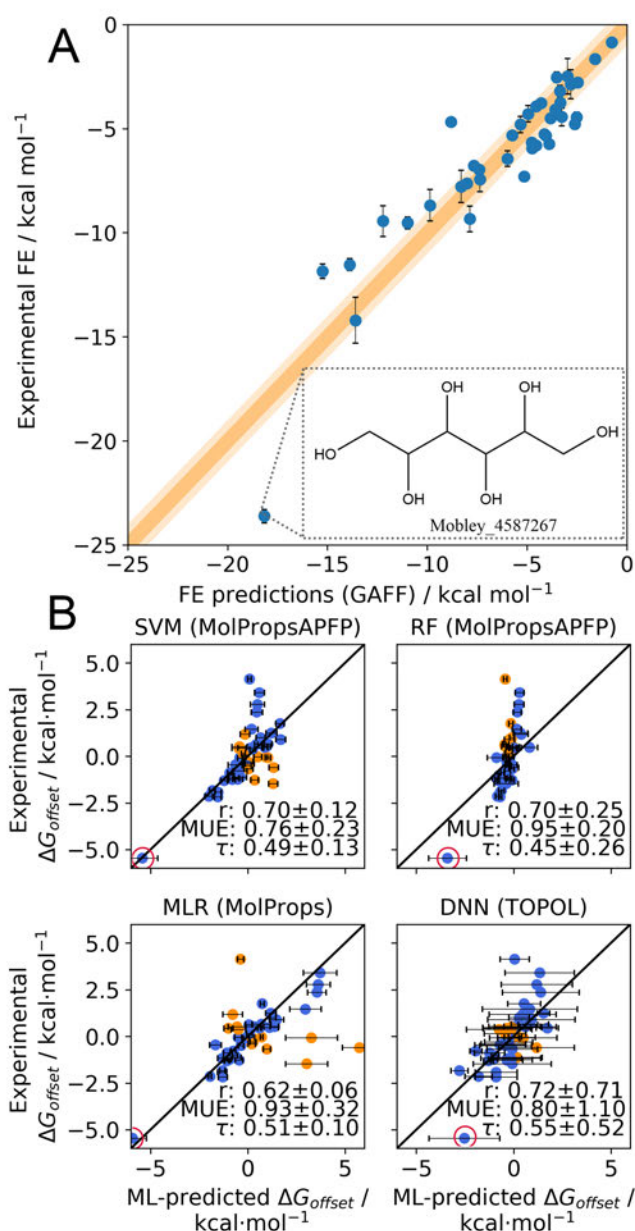 A
Experimental FE / kcal mol⁻¹
0
−5
−10
−15
−20
−25
OH
OH
OH
HO
OH
OH
OH
Mobley_4587267
−25
−20
−15
−10
−5
0
FE predictions (GAFF) / kcal mol⁻¹
B
SVM (MolPropsAPFP)
RF (MolPropsAPFP)
Experimental
ΔG_offset / kcal·mol⁻¹
5.0
2.5
0.0
−2.5
−5.0
r: 0.70±0.12
MUE: 0.76±0.23
τ: 0.49±0.13
r: 0.70±0.25
MUE: 0.95±0.20
τ: 0.45±0.26
MLR (MolProps)
DNN (TOPOL)
Experimental
ΔG_offset / kcal·mol⁻¹
5.0
2.5
0.0
−2.5
−5.0
r: 0.62±0.06
MUE: 0.93±0.32
τ: 0.51±0.10
r: 0.72±0.71
MUE: 0.80±1.10
τ: 0.55±0.52
−5
0
5
−5
0
5
ML-predicted ΔG_offset /
kcal·mol⁻¹
ML-predicted ΔG_offset /
kcal·mol⁻¹